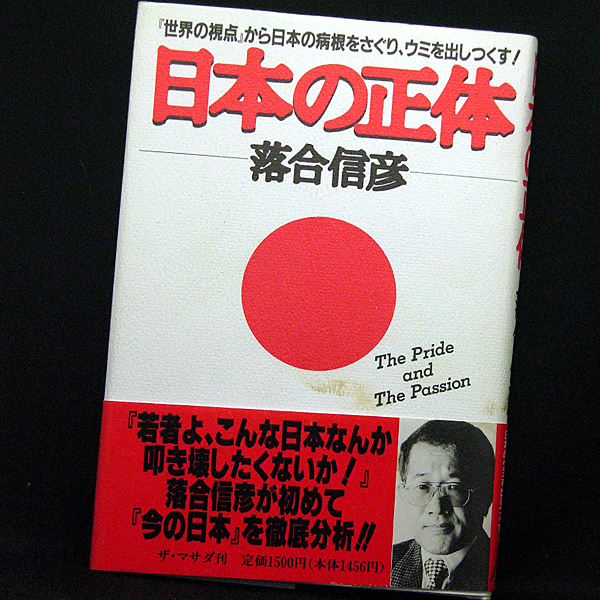 『世界の視点』から日本の病根をさぐり、ウミを出しつくす!
日本の正体
落合信彦
The Pride
and
The Passion
『若者よ、こんな日本なんか
叩き壊したくないか!』
落合信彦が初めて
『今の日本』を徹底分析!!
ザ・マサダ刊 定価1500円(本体1456円)